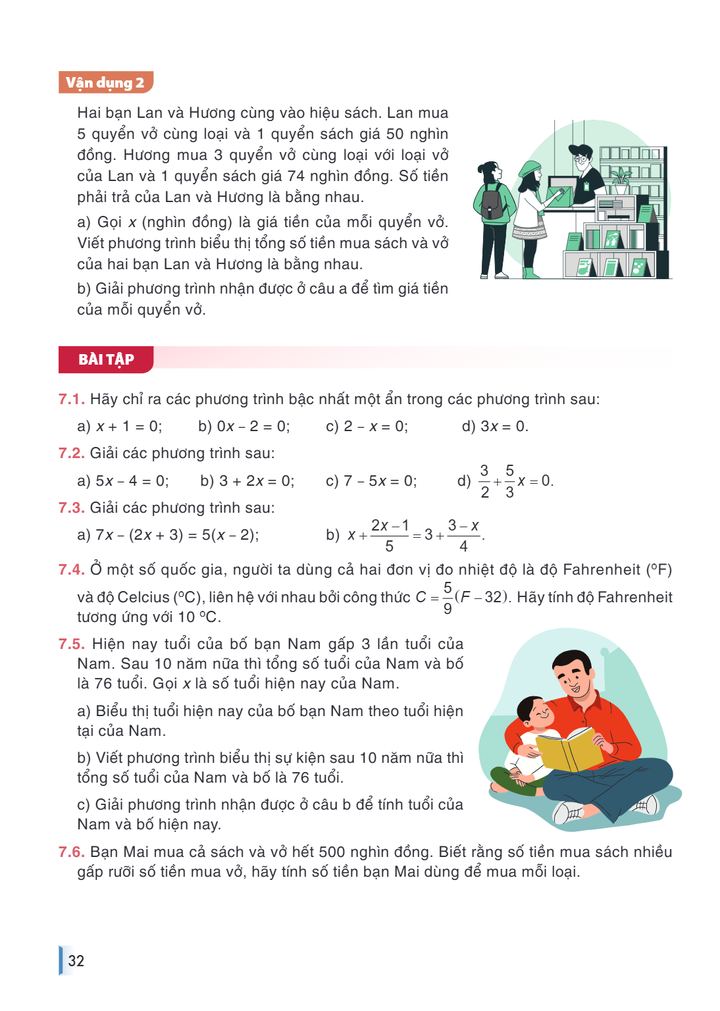 Vận dụng 2
Hai bạn Lan và Hương cùng vào hiệu sách. Lan mua
5 quyển vở cùng loại và 1 quyển sách giá 50 nghìn
đồng. Hương mua 3 quyển vở cùng loại với loại vở
của Lan và 1 quyển sách giá 74 nghìn đồng. Số tiền
phải trả của Lan và Hương là bằng nhau.
a) Gọi x (nghìn đồng) là giá tiền của mỗi quyển vở.
Viết phương trình biểu thị tổng số tiền mua sách và vở
của hai bạn Lan và Hương là bằng nhau.
b) Giải phương trình nhận được ở câu a để tìm giá tiền
của mỗi quyển vở.
BÀI TẬP
7.1. Hãy chỉ ra các phương trình bậc nhất một ẩn trong các phương trình sau:
a) x + 1 = 0; b) 0x – 2 = 0; c) 2 – x = 0; d) 3x = 0.
7.2. Giải các phương trình sau:
a) 5x – 4 = 0; b) 3 + 2x = 0; c) 7 – 5x = 0; d) 3/2 + 5/3 x = 0.
7.3. Giải các phương trình sau:
a) 7x – (2x + 3) = 5(x – 2); b) x + (2x – 1)/5 = 3 + (3 – x)/4.
7.4. Ở một số quốc gia, người ta dùng cả hai đơn vị đo nhiệt độ là độ Fahrenheit (ºF)
và độ Celcius (ºC), liên hệ với nhau bởi công thức C = 5/9 (F – 32). Hãy tính độ Fahrenheit
tương ứng với 10 ºC.
7.5. Hiện nay tuổi của bố bạn Nam gấp 3 lần tuổi của
Nam. Sau 10 năm nữa thì tổng số tuổi của Nam và bố
là 76 tuổi. Gọi x là số tuổi hiện nay của Nam.
a) Biểu thị tuổi hiện nay của bố bạn Nam theo tuổi hiện
tại của Nam.
b) Viết phương trình biểu thị sự kiện sau 10 năm nữa thì
tổng số tuổi của Nam và bố là 76 tuổi.
c) Giải phương trình nhận được ở câu b để tính tuổi của
Nam và bố hiện nay.
7.6. Bạn Mai mua cả sách và vở hết 500 nghìn đồng. Biết rằng số tiền mua sách nhiều
gấp rưỡi số tiền mua vở, hãy tính số tiền bạn Mai dùng để mua mỗi loại.
32